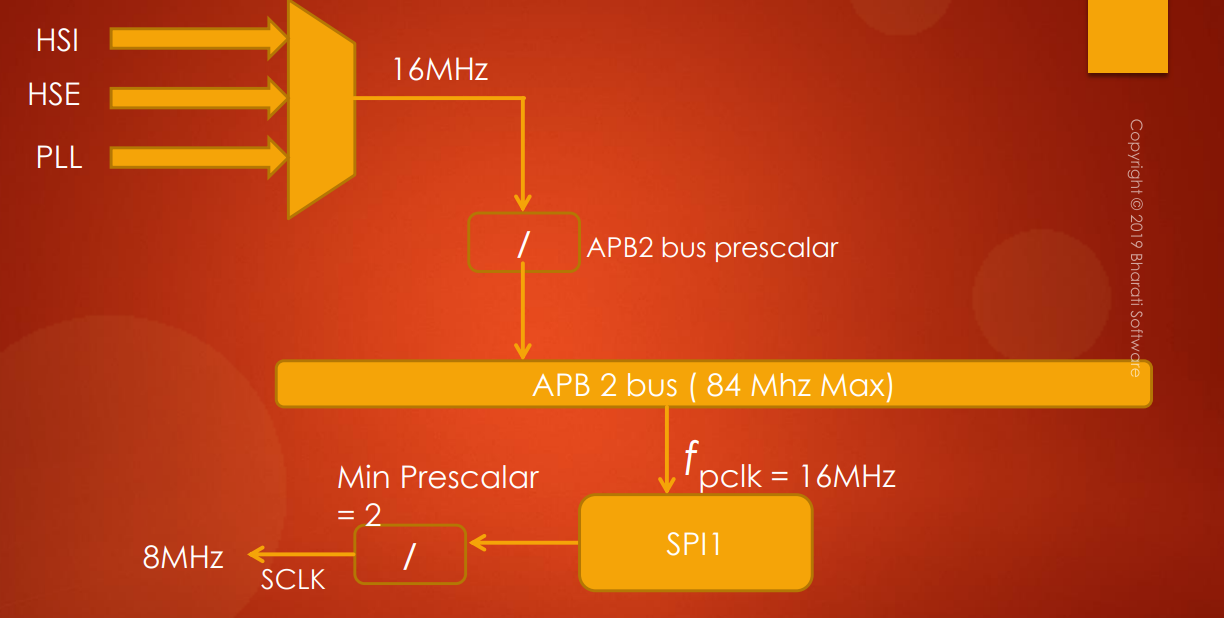 HSI
HSE
PLL
16MHz
/
APB2 bus prescalar
APB 2 bus ( 84 Mhz Max)
f pclk = 16MHz
Min Prescalar
= 2
/
SPI1
8MHz
SCLK
Copyright © 2019 Bharati Software